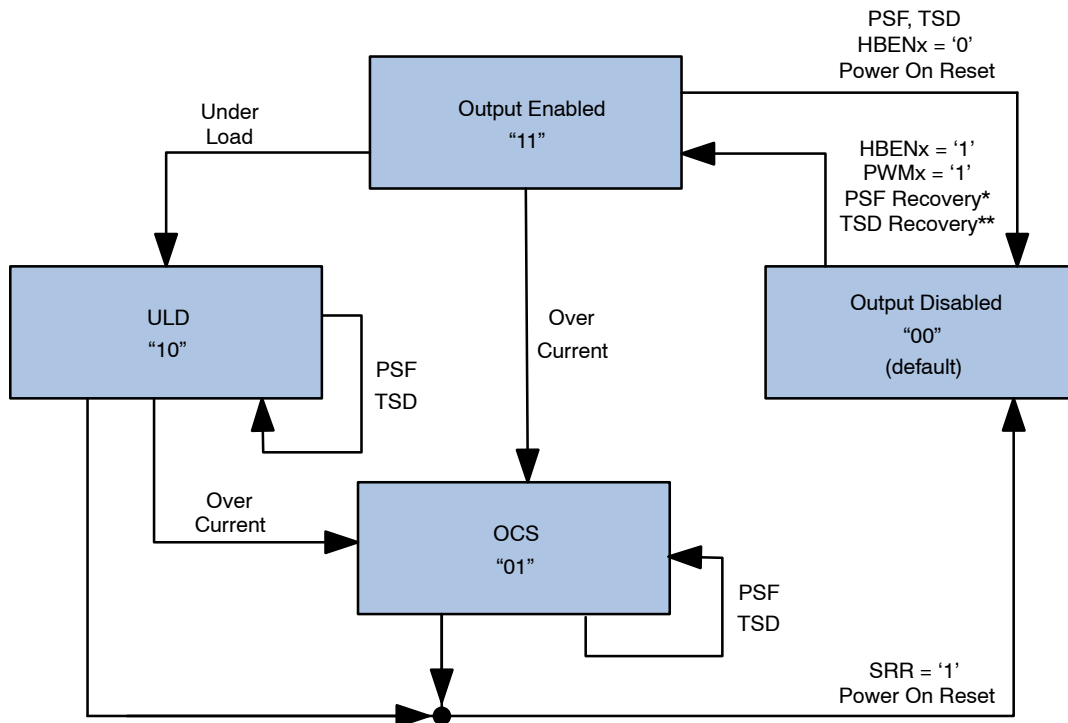 PSF, TSD
HBENx = ‘0’
Power On Reset
Output Enabled
“11”
Under
Load
HBENx = ‘1’
PWMx = ‘1’
PSF Recovery*
TSD Recovery**
ULD
“10”
Output Disabled
“00”
(default)
Over
Current
PSF
TSD
Over
Current
OCS
“01”
PSF
TSD
SRR = ‘1’
Power On Reset